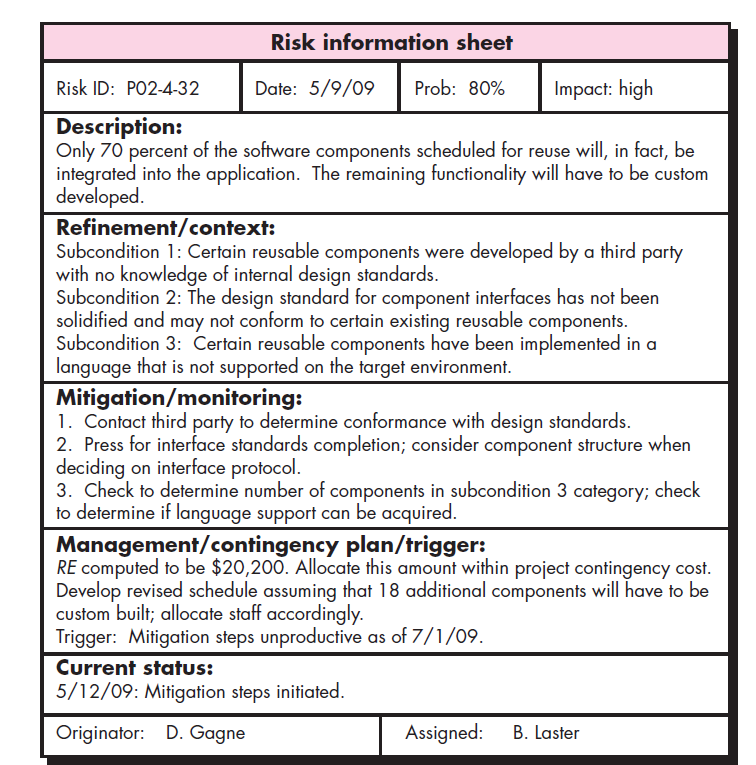 Risk information sheet
Risk ID: P02-4-32 Date: 5/9/09 Prob: 80% Impact: high
Description:
Only 70 percent of the software components scheduled for reuse will, in fact, be
integrated into the application. The remaining functionality will have to be custom
developed.
Refinement/context:
Subcondition 1: Certain reusable components were developed by a third party
with no knowledge of internal design standards.
Subcondition 2: The design standard for component interfaces has not been
solidified and may not conform to certain existing reusable components.
Subcondition 3: Certain reusable components have been implemented in a
language that is not supported on the target environment.
Mitigation/monitoring:
1. Contact third party to determine conformance with design standards.
2. Press for interface standards completion; consider component structure when
deciding on interface protocol.
3. Check to determine number of components in subcondition 3 category; check
to determine if language support can be acquired.
Management/contingency plan/trigger:
RE computed to be $20,200. Allocate this amount within project contingency cost.
Develop revised schedule assuming that 18 additional components will have to be
custom built; allocate staff accordingly.
Trigger: Mitigation steps unproductive as of 7/1/09.
Current status:
5/12/09: Mitigation steps initiated.
Originator: D. Gagne Assigned: B. Laster